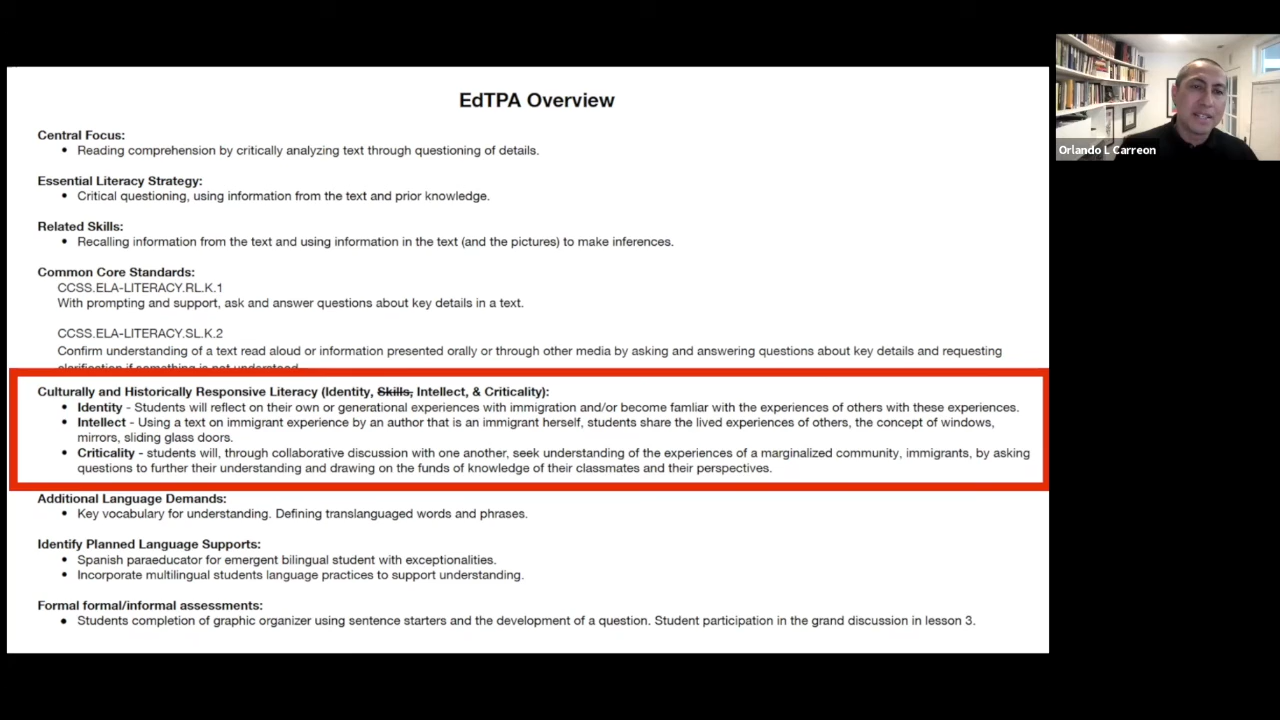 EdTPA Overview
Central Focus:
• Reading comprehension by critically analyzing text through questioning of details.
Essential Literacy Strategy:
• Critical questioning, using information from the text and prior knowledge.
Related Skills:
• Recalling information from the text and using information in the text (and the pictures) to make inferences.
Common Core Standards:
CCSS.ELA-LITERACY.RL.K.1
With prompting and support, ask and answer questions about key details in a text.
CCSS.ELA-LITERACY.SL.K.2
Confirm understanding of a text read aloud or information presented orally or through other media by asking and answering questions about key details and requesting
clarification if something is not understood.
Culturally and Historically Responsive Literacy (Identity, Skills, Intellect, & Criticality):
• Identity - Students will reflect on their own or generational experiences with immigration and/or become famliar with the experiences of others with these experiences.
• Intellect - Using a text on immigrant experience by an author that is an immigrant herself, students share the lived experiences of others, the concept of windows,
mirrors, sliding glass doors.
• Criticality - students will, through collaborative discussion with one another, seek understanding of the experiences of a marginalized community, immigrants, by asking
questions to further their understanding and drawing on the funds of knowledge of their classmates and their perspectives.
Additional Language Demands:
• Key vocabulary for understanding. Defining translanguaged words and phrases.
Identify Planned Language Supports:
• Spanish paraeducator for emergent bilingual student with exceptionalities.
• Incorporate multilingual students language practices to support understanding.
Formal formal/informal assessments:
• Students completion of graphic organizer using sentence starters and the development of a question. Student participation in the grand discussion in lesson 3.
Orlando L Carreon